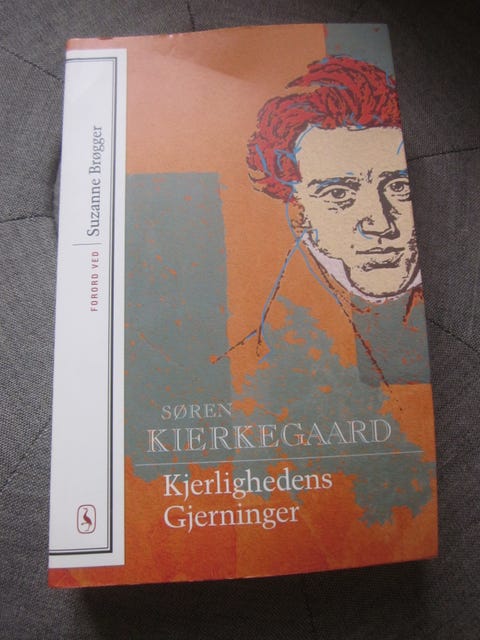 FORORD VED
Suzanne Brøgger
SØREN
KIERKEGAARD
Kjerlighedens
Gjerninger